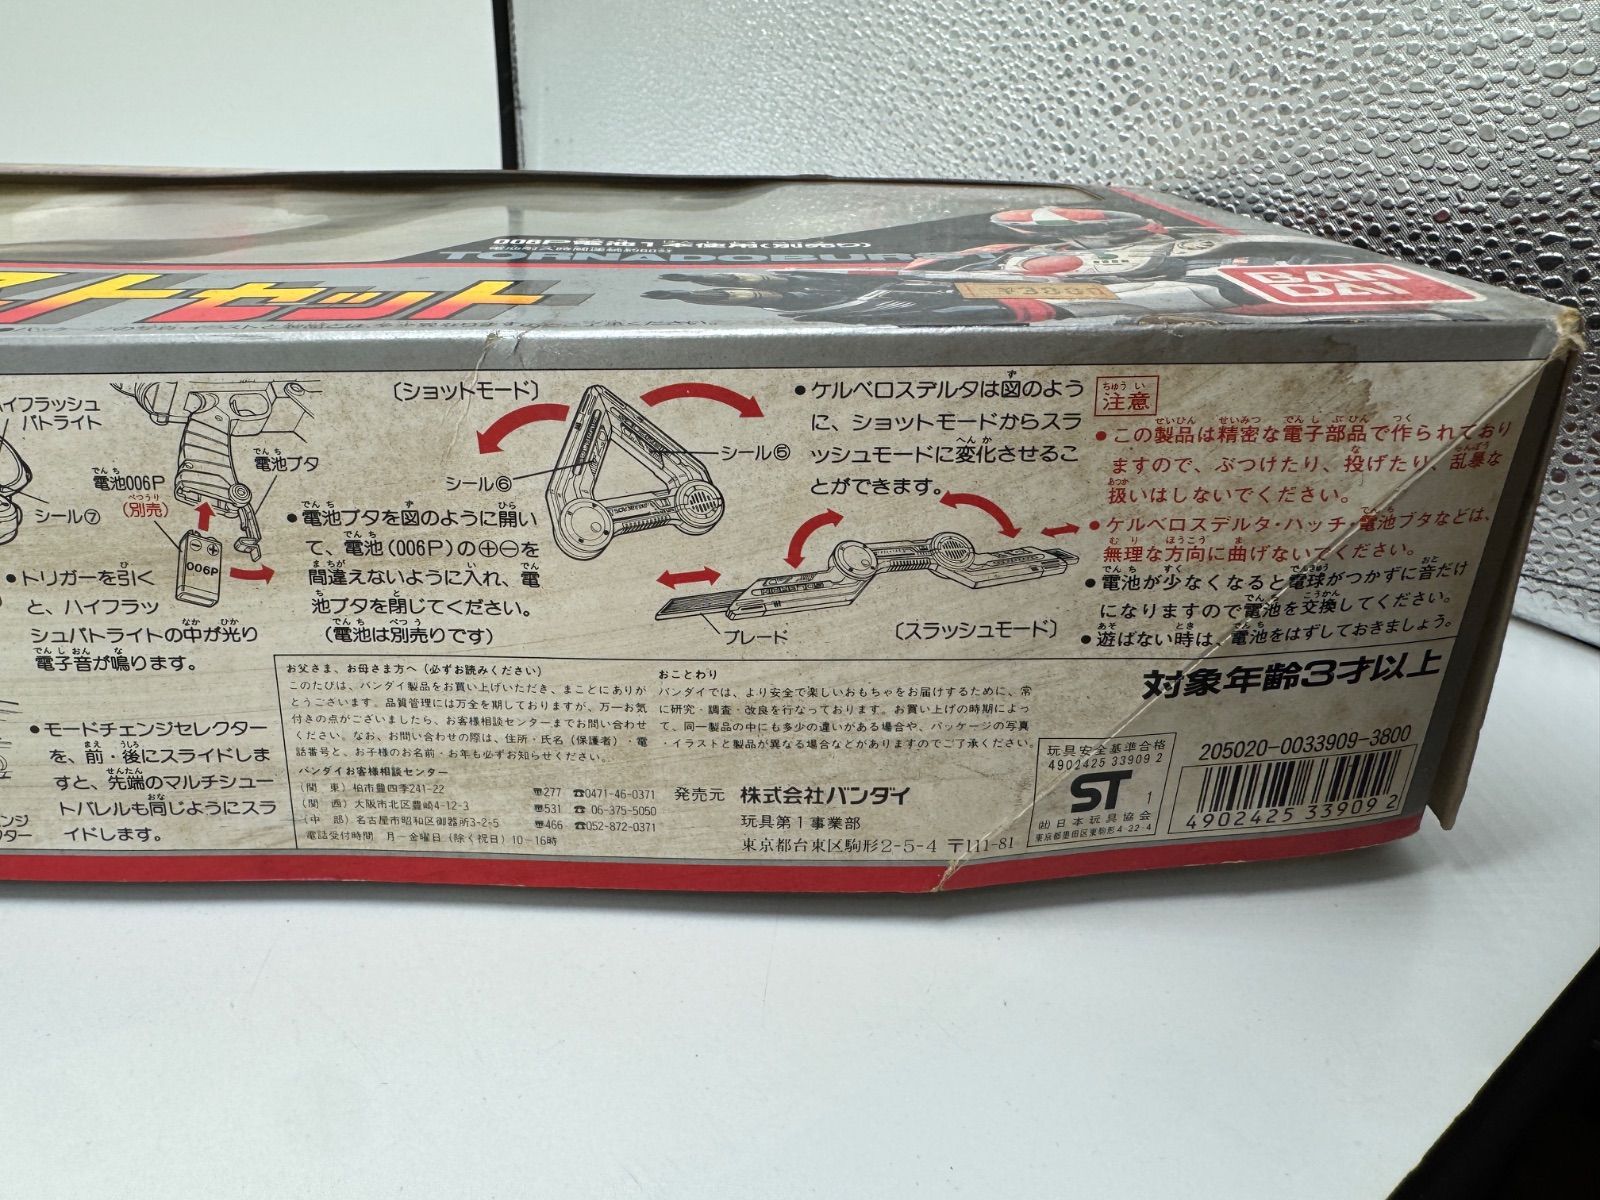 006P電池1本使用(別売り)
TORNADOBURS
ストセット
BAN
DAI
ハイフラッシュ
パトライト
でんち
電池006P
べつうり
(別売)
シール⑦
でんち
電池ブタ
006P
●トリガーを引く
と、ハイフラッ
シュパトライトの中が光り
電子音が鳴ります。
●モードチェンジセレクター
を、前・後にスライドしま
すと、先端のマルチシュー
トバレルも同じようにスラ
イドします。
●電池ブタを図のように開い
て、電池(006P)の⊕⊖を
間違えないように入れ、電
池ブタを閉じてください。
(電池は別売りです)
〔ショットモード〕
シール⑥
シール⑤
●ケルベロスデルタは図のよう
に、ショットモードからスラ
ッシュモードに変化させるこ
とができます。
ブレード
〔スラッシュモード〕
ちゅうい
注意
●この製品は精密な電子部品で作られており
ますので、ぶつけたり、投げたり、乱暴な
扱いはしないでください。
●ケルベロスデルタ・ハッチ・電池ブタなどは、
無理な方向に曲げないでください。
●電池が少なくなると電球がつかずに音だけ
になりますので電池を交換してください。
●遊ばない時は、電池をはずしておきましょう。
対象年齢3才以上
お父さま、お母さま方へ(必ずお読みください)
このたびは、バンダイ製品をお買い上げいただき、まことにありが
とうございます。品質管理には万全を期しておりますが、万一お気
付きの点がございましたら、お客様相談センターまでお問い合わせ
ください。なお、お問い合わせの際は、住所・氏名(保護者)・電
話番号と、お子様のお名前・お年も必ずお知らせください。
バンダイお客様相談センター
(関 東) 柏市豊四季241-22 〠277 ☎0471-46-0371
(関 西) 大阪市北区豊崎4-12-3 〠531 ☎06-375-5050
(中 部) 名古屋市昭和区御器所3-2-5 〠466 ☎052-872-0371
電話受付時間 月-金曜日(除く祝日)10-16時
おことわり
バンダイでは、より安全で楽しいおもちゃをお届けするために、常
に研究・調査・改良を行なっております。お買い上げの時期によっ
て、同一製品の中にも多少の違いがある場合や、パッケージの写真
・イラストと製品が異なる場合などがありますのでご了承ください。
発売元 株式会社バンダイ
玩具第1事業部
東京都台東区駒形2-5-4 〒111-81
玩具安全基準合格
4902425 33909 2
ST 1
(社)日本玩具協会
東京都墨田区東駒形4-22-4
205020-0033909-3800
4902425 339092